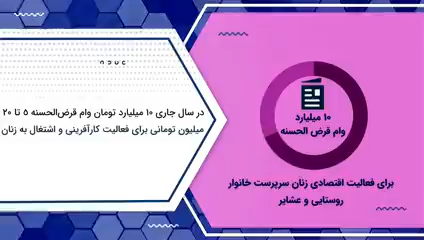 در سال جاری ۱۰ میلیارد تومان وام قرض‌الحسنه ۵ تا ۲۰
میلیون تومانی برای فعالیت کارآفرینی و اشتغال به زنان
۱۰ میلیارد
وام قرض الحسنه
برای فعالیت اقتصادی زنان سرپرست خانوار
روستایی و عشایر